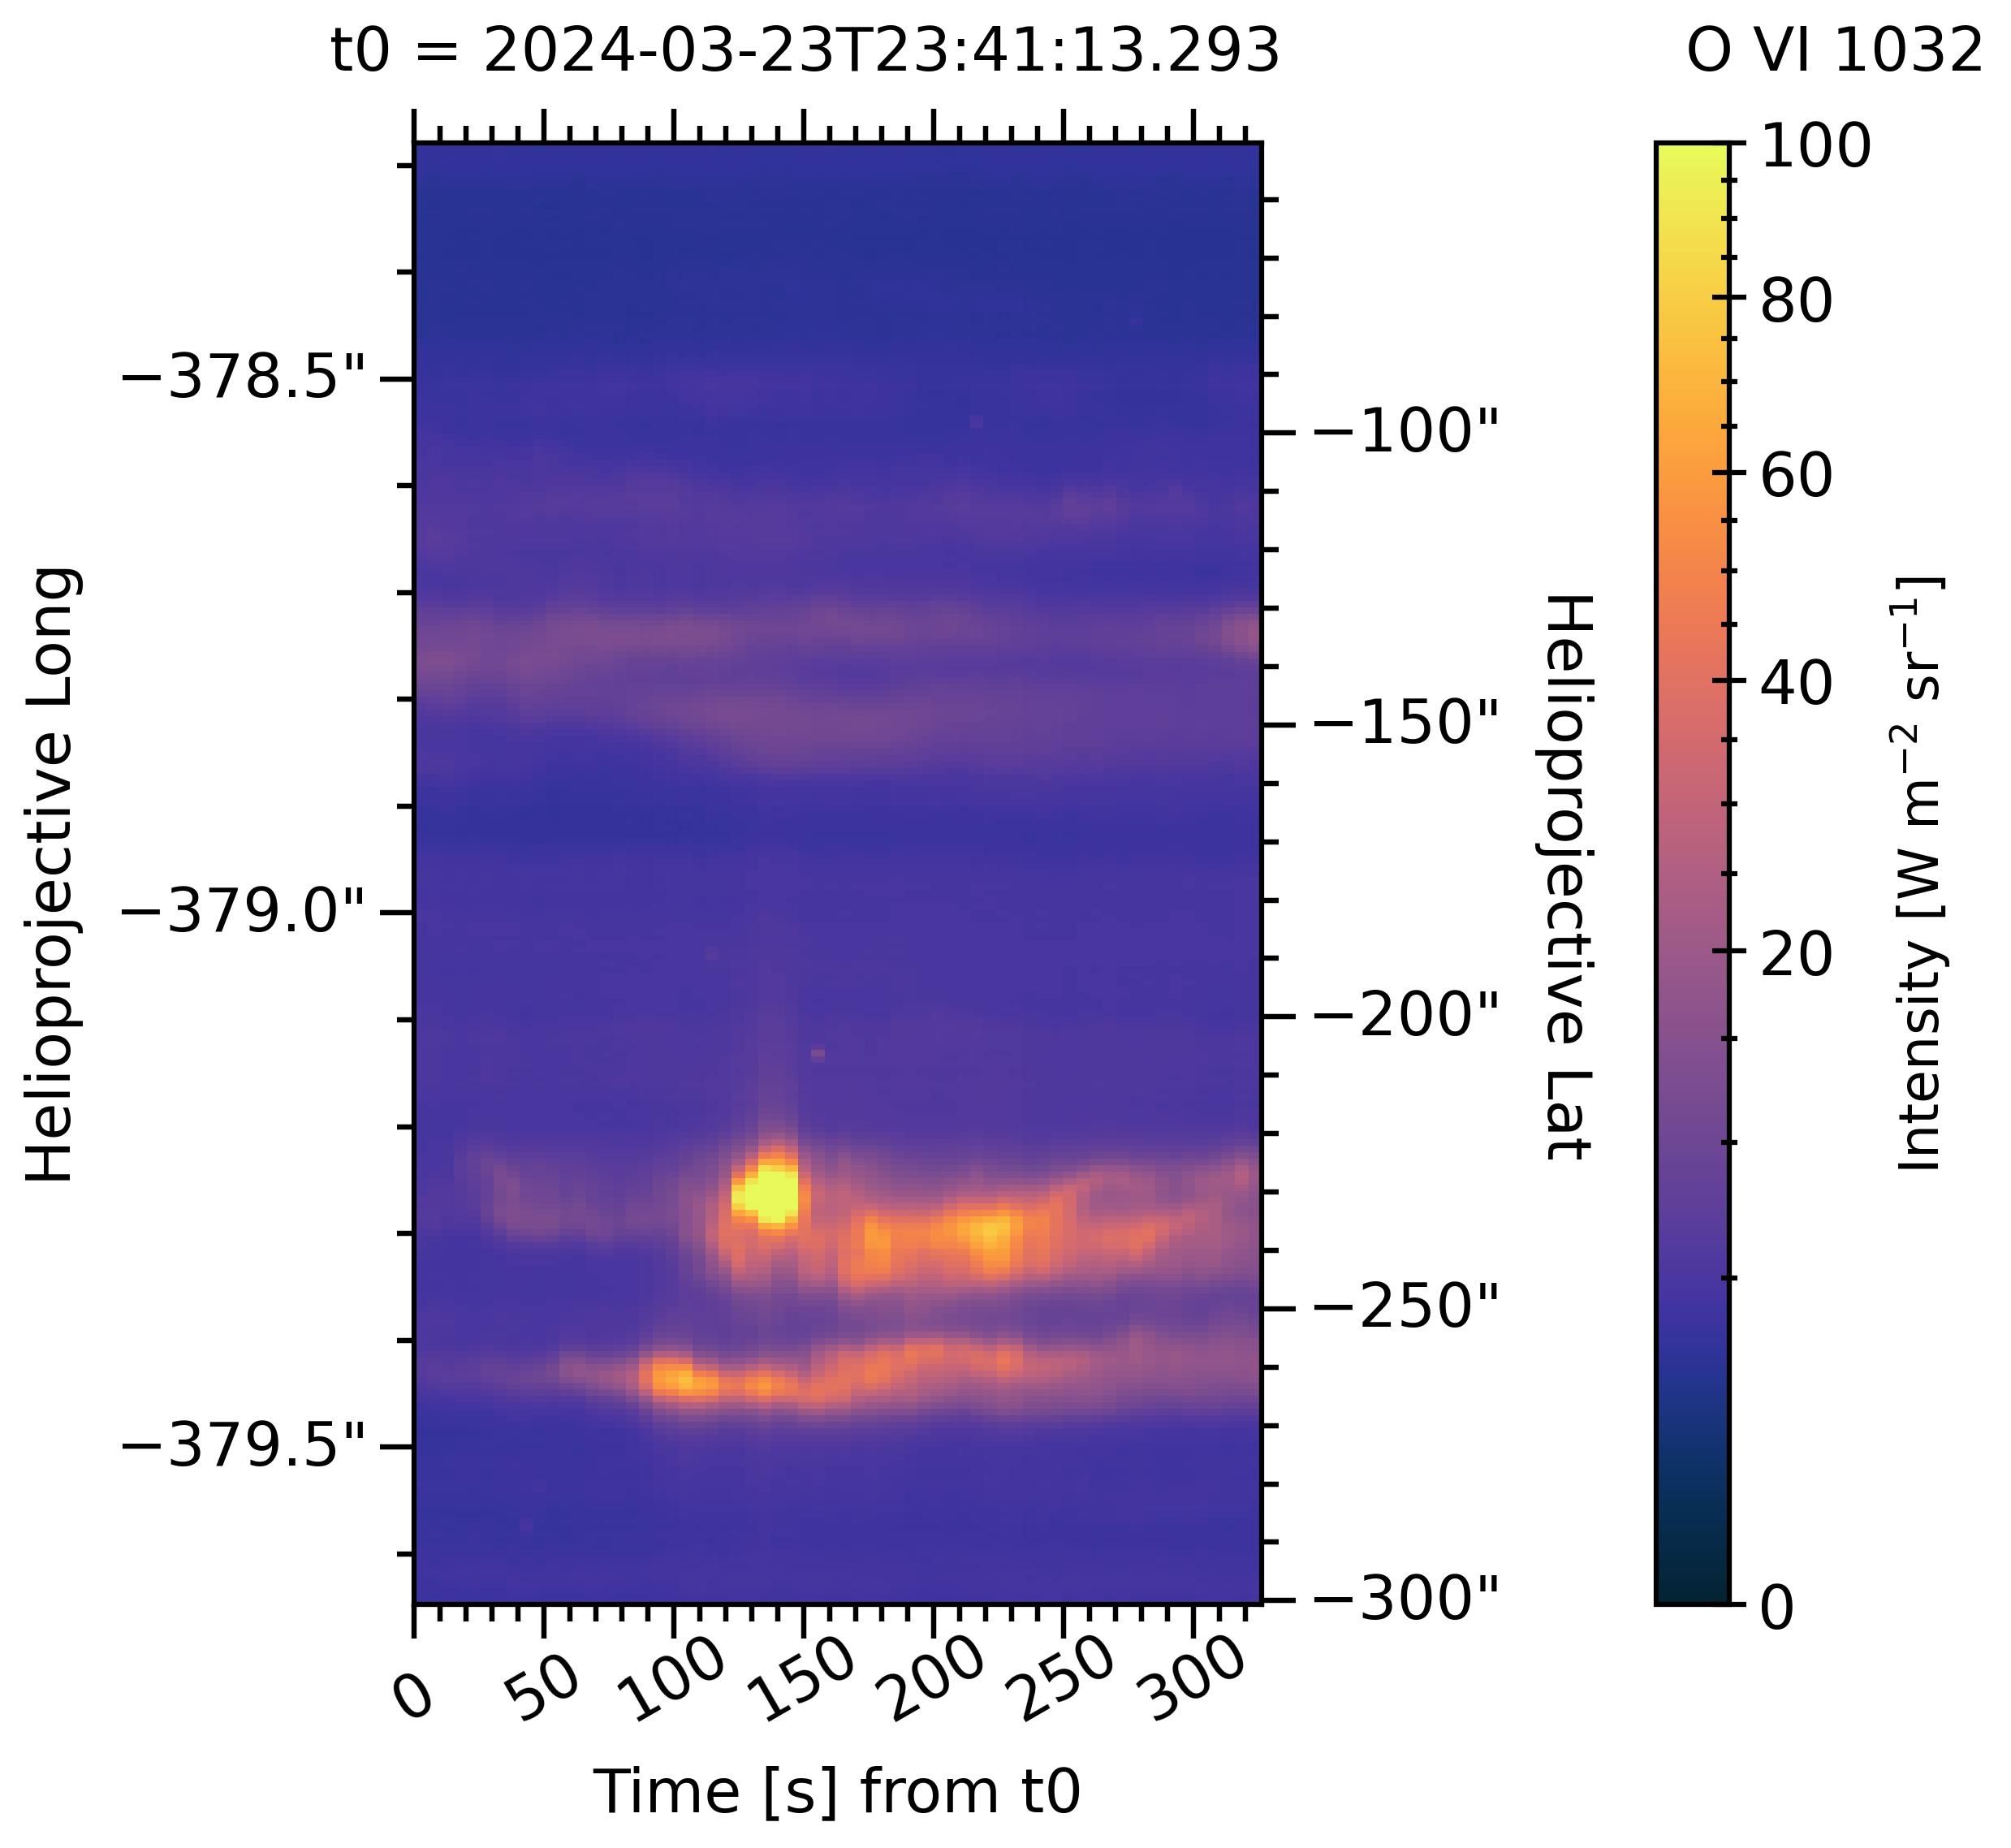 t0 = 2024-03-23T23:41:13.293
O VI 1032
Helioprojective Long
−378.5"
−379.0"
−379.5"
−100"
−150"
−200"
−250"
−300"
Helioprojective Lat
100
80
60
40
20
0
Intensity [W m⁻² sr⁻¹]
0 50 100 150 200 250 300
Time [s] from t0